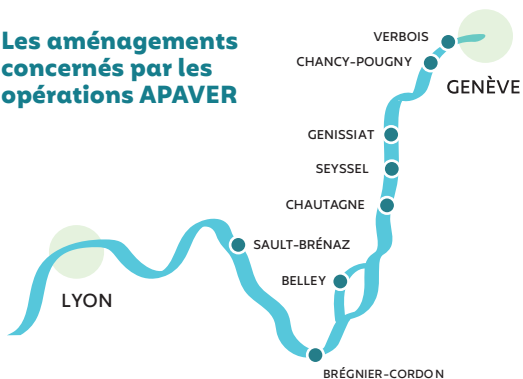 Les aménagements
concernés par les
opérations APAVER
VERBOIS
CHANCY-POUGNY
GENÈVE
GENISSIAT
SEYSSEL
CHAUTAGNE
SAULT-BRÉNAZ
BELLEY
LYON
BRÉGNIER-CORDON